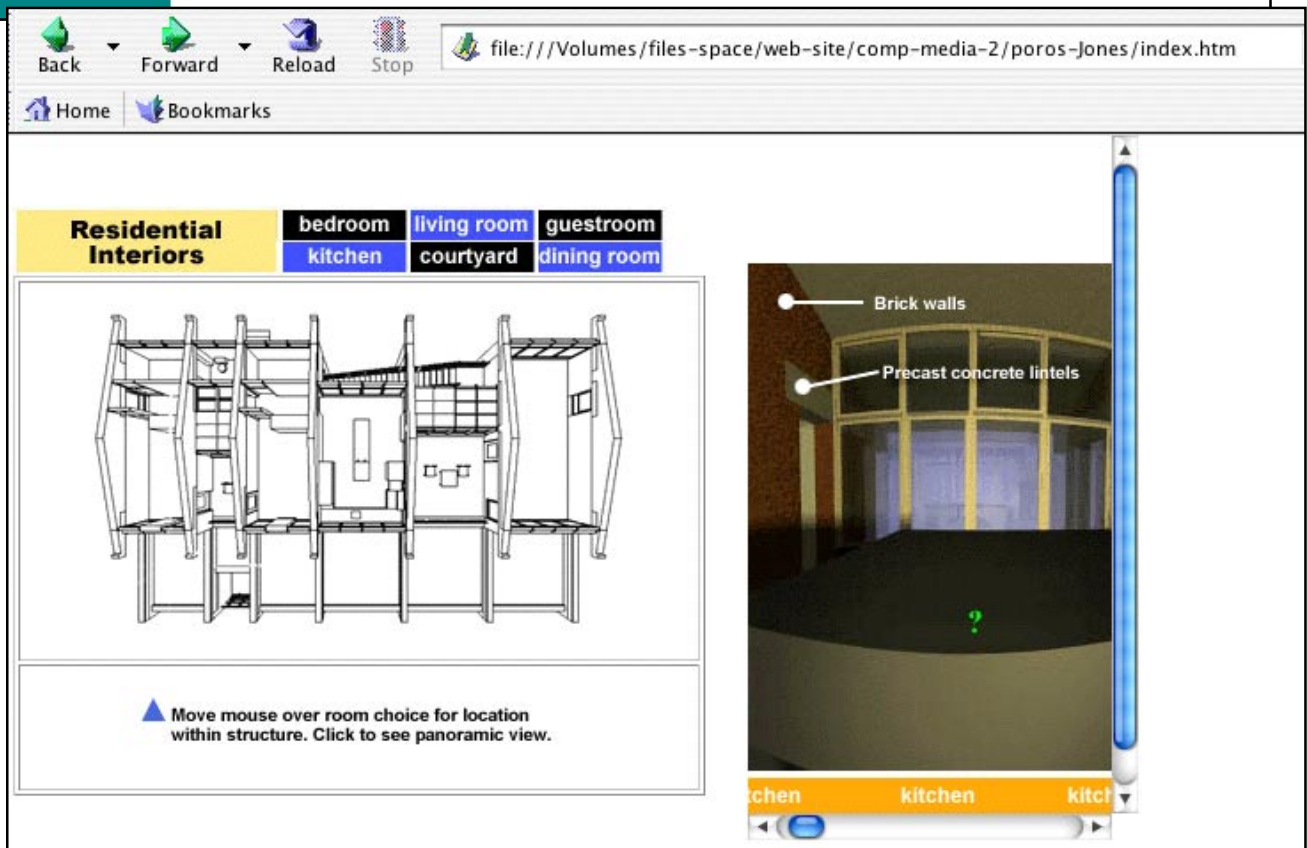 Back Forward Reload Stop file:///Volumes/files-space/web-site/comp-media-2/poros-Jones/index.htm
Home Bookmarks
Residential
Interiors
bedroom living room guestroom
kitchen courtyard dining room
Brick walls
Precast concrete lintels
?
Move mouse over room choice for location
within structure. Click to see panoramic view.
tchen kitchen kitch